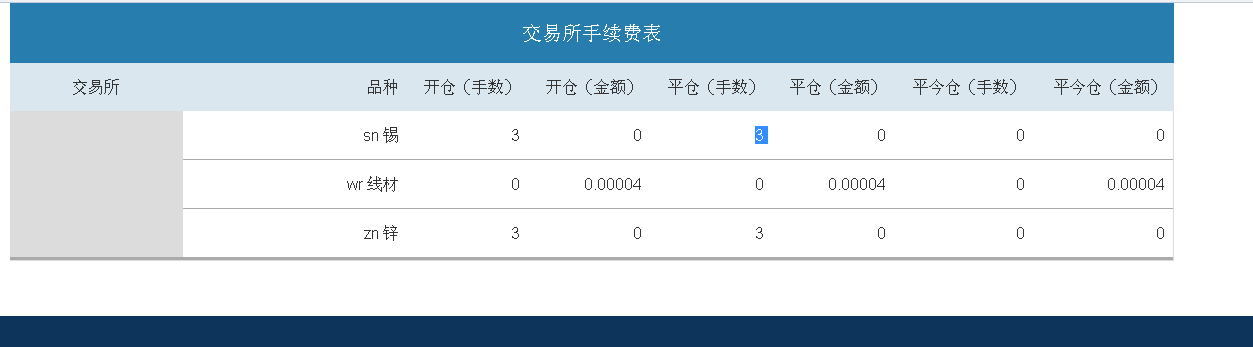 交易所手续费表
交易所 品种 开仓（手数） 开仓（金额） 平仓（手数） 平仓（金额） 平今仓（手数） 平今仓（金额）
sn 锡 3 0 3 0 0 0
wr 线材 0 0.00004 0 0.00004 0 0.00004
zn 锌 3 0 3 0 0 0